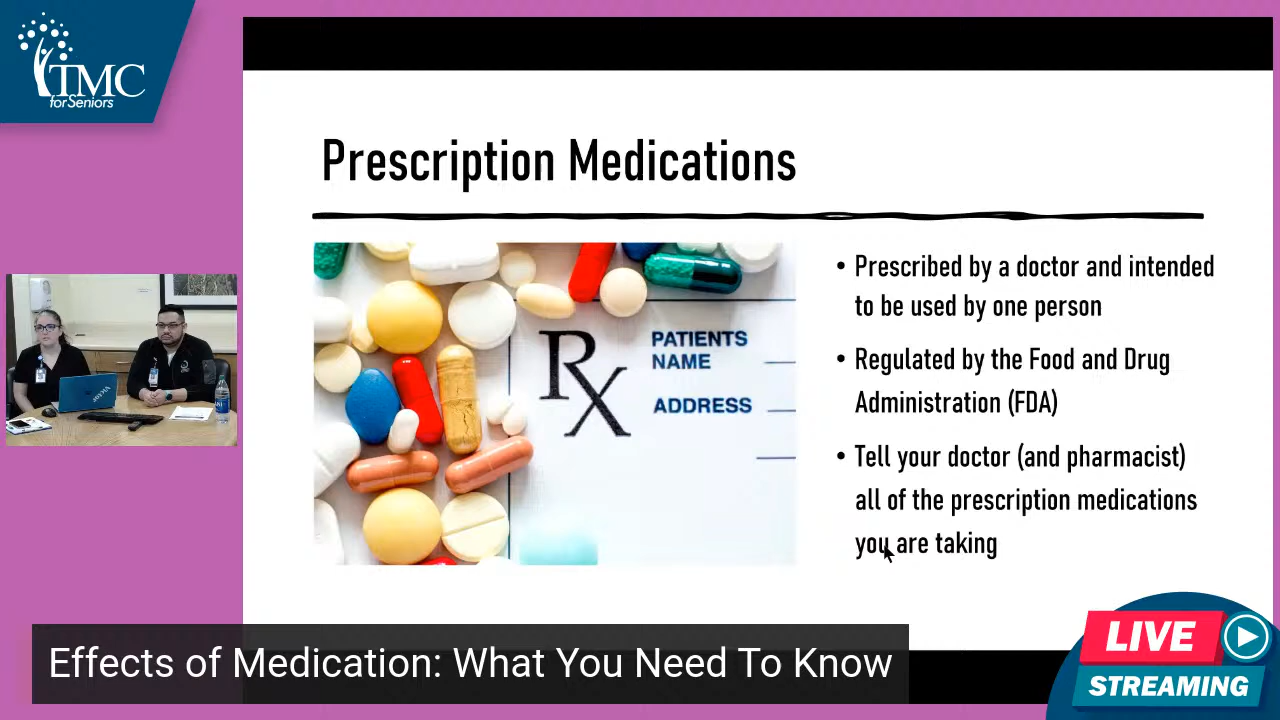 TMC
for Seniors
Prescription Medications
Rx
PATIENTS
NAME
ADDRESS
• Prescribed by a doctor and intended
to be used by one person
• Regulated by the Food and Drug
Administration (FDA)
• Tell your doctor (and pharmacist)
all of the prescription medications
you are taking
Effects of Medication: What You Need To Know
LIVE
STREAMING